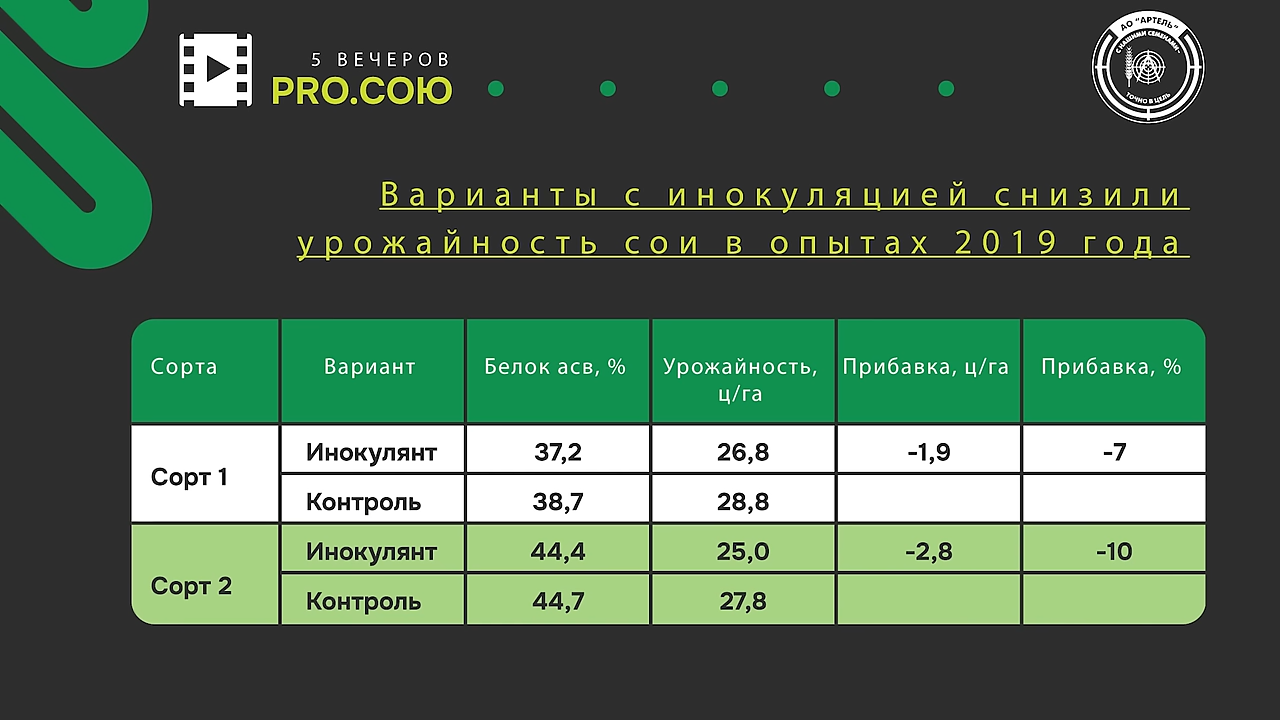 5 ВЕЧЕРОВ
PRO.СОЮ
АО "АРТЕЛЬ"
С НАШИМИ СЕМЕНАМИ-
ТОЧНО В ЦЕЛЬ
Варианты с инокуляцией снизили
урожайность сои в опытах 2019 года
Сорта Вариант Белок асв, % Урожайность, ц/га Прибавка, ц/га Прибавка, %
Сорт 1 Инокулянт 37,2 26,8 -1,9 -7
Контроль 38,7 28,8
Сорт 2 Инокулянт 44,4 25,0 -2,8 -10
Контроль 44,7 27,8